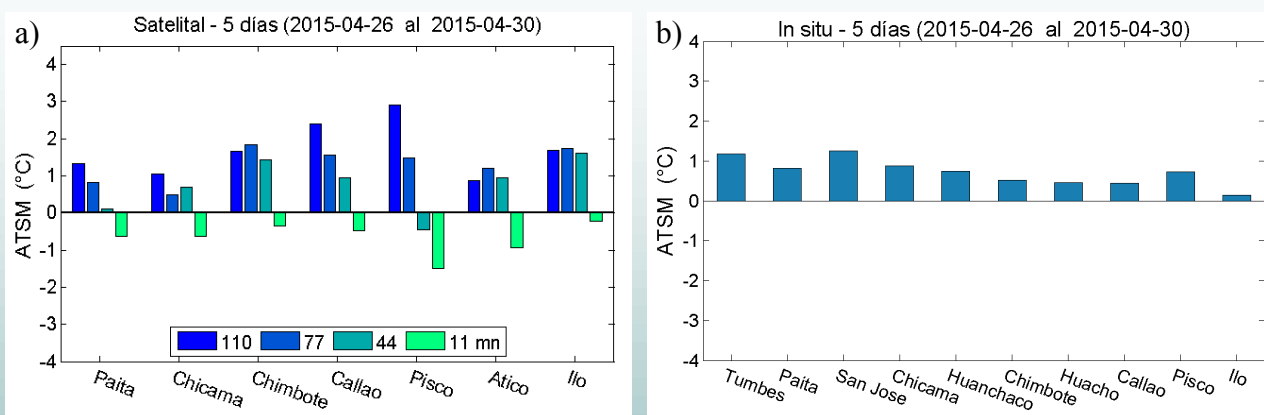 a)
Satelital - 5 días (2015-04-26 al 2015-04-30)
ATSM (°C)
4
3
2
1
0
-1
-2
-3
-4
110 77 44 11 mn
Paita Chicama Chimbote Callao Pisco Atico Ilo
b)
In situ - 5 días (2015-04-26 al 2015-04-30)
ATSM (°C)
4
3
2
1
0
-1
-2
-3
-4
Tumbes Paita San Jose Chicama Huanchaco Chimbote Huacho Callao Pisco Ilo